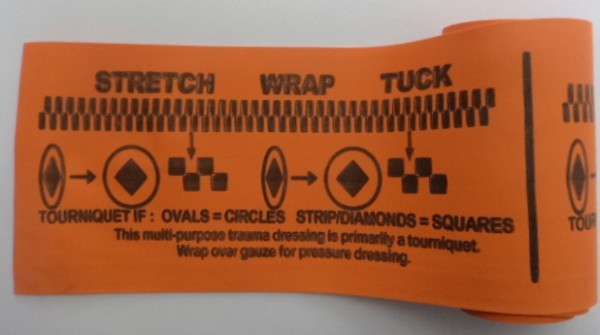 STRETCH WRAP TUCK
TOURNIQUET IF : OVALS = CIRCLES STRIP/DIAMONDS = SQUARES
This multi-purpose trauma dressing is primarily a tourniquet.
Wrap over gauze for pressure dressing.
TOUR